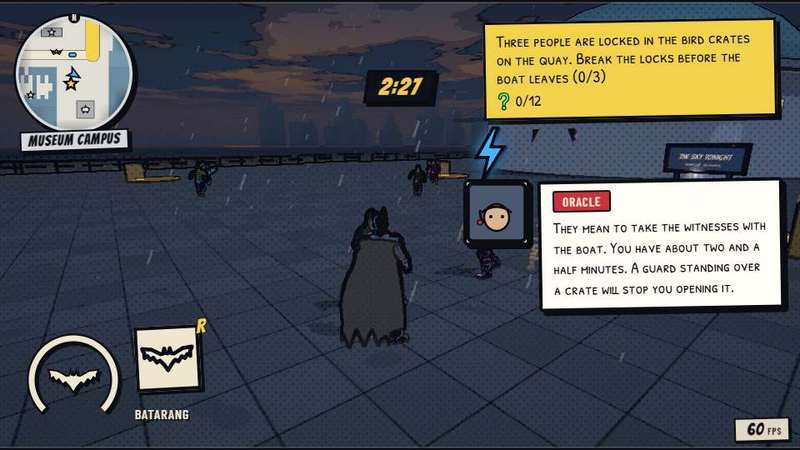 THREE PEOPLE ARE LOCKED IN THE BIRD CRATES
ON THE QUAY. BREAK THE LOCKS BEFORE THE
BOAT LEAVES (0/3)
? 0/12
2:27
MUSEUM CAMPUS
THE SKY TONIGHT
ORACLE
THEY MEAN TO TAKE THE WITNESSES WITH
THE BOAT. YOU HAVE ABOUT TWO AND A
HALF MINUTES. A GUARD STANDING OVER
A CRATE WILL STOP YOU OPENING IT.
R
BATARANG
60 FPS